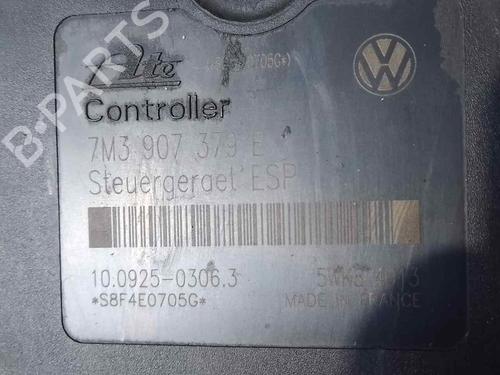 Ate
Controller
7M3 907 379 E
Steuergeraet ESP
10.0925-0306.3
*S8F4E0705G*
MADE IN FRANCE
B-PARTS